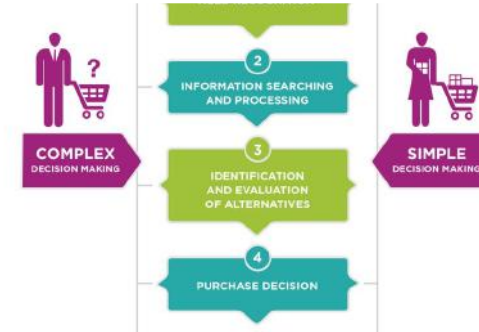 2
INFORMATION SEARCHING
AND PROCESSING
?
COMPLEX
DECISION MAKING
3
IDENTIFICATION
AND EVALUATION
OF ALTERNATIVES
SIMPLE
DECISION MAKING
4
PURCHASE DECISION